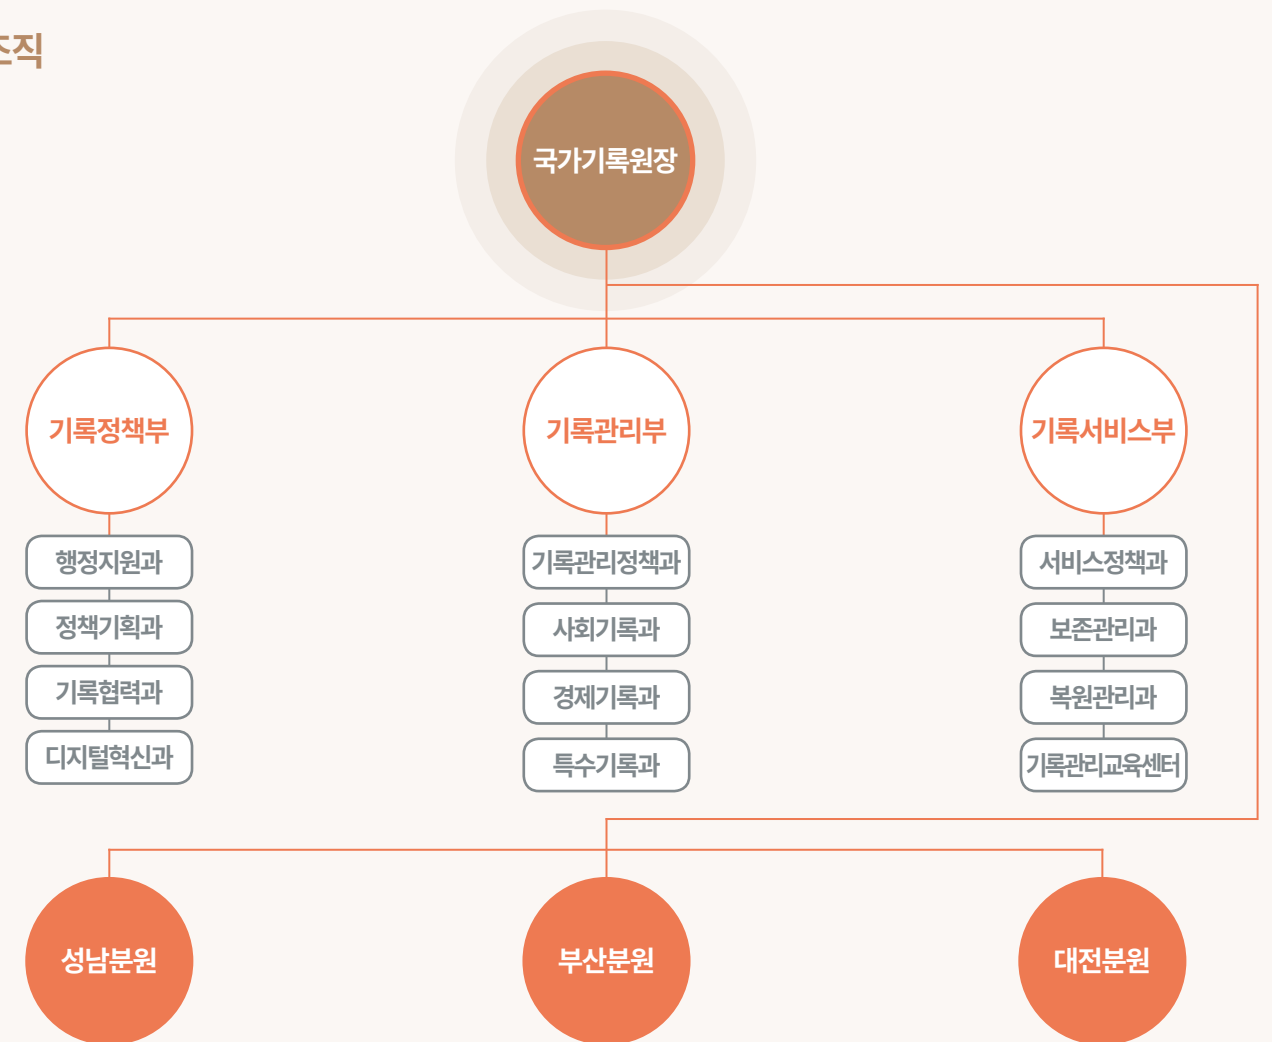 조직
국가기록원장
기록정책부
기록관리부
기록서비스부
행정지원과
정책기획과
기록협력과
디지털혁신과
기록관리정책과
사회기록과
경제기록과
특수기록과
서비스정책과
보존관리과
복원관리과
기록관리교육센터
성남분원
부산분원
대전분원